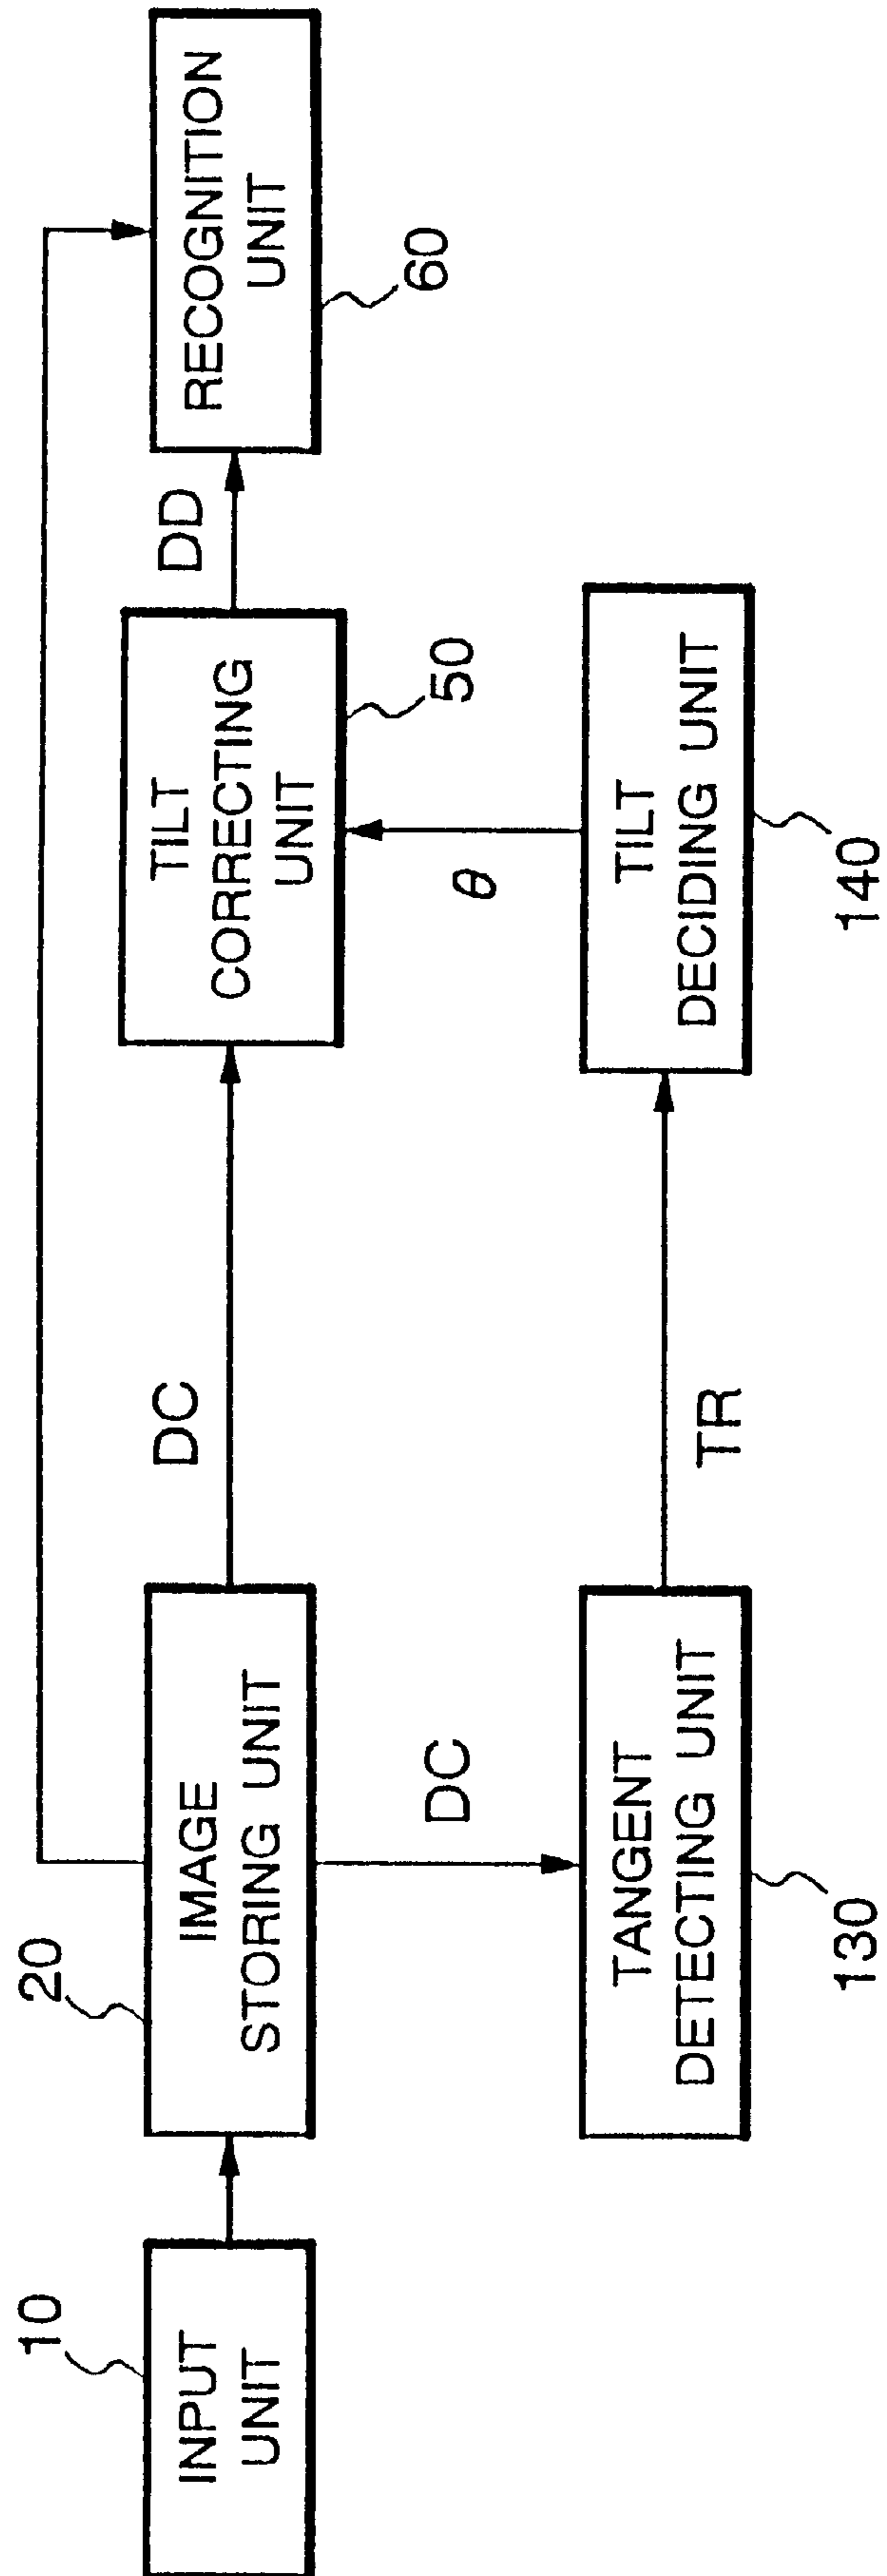 10
INPUT
UNIT
20
IMAGE
STORING UNIT
DC
DC
TANGENT
DETECTING UNIT
130
TR
TILT
CORRECTING
UNIT
50
θ
TILT
DECIDING UNIT
140
DD
RECOGNITION
UNIT
60